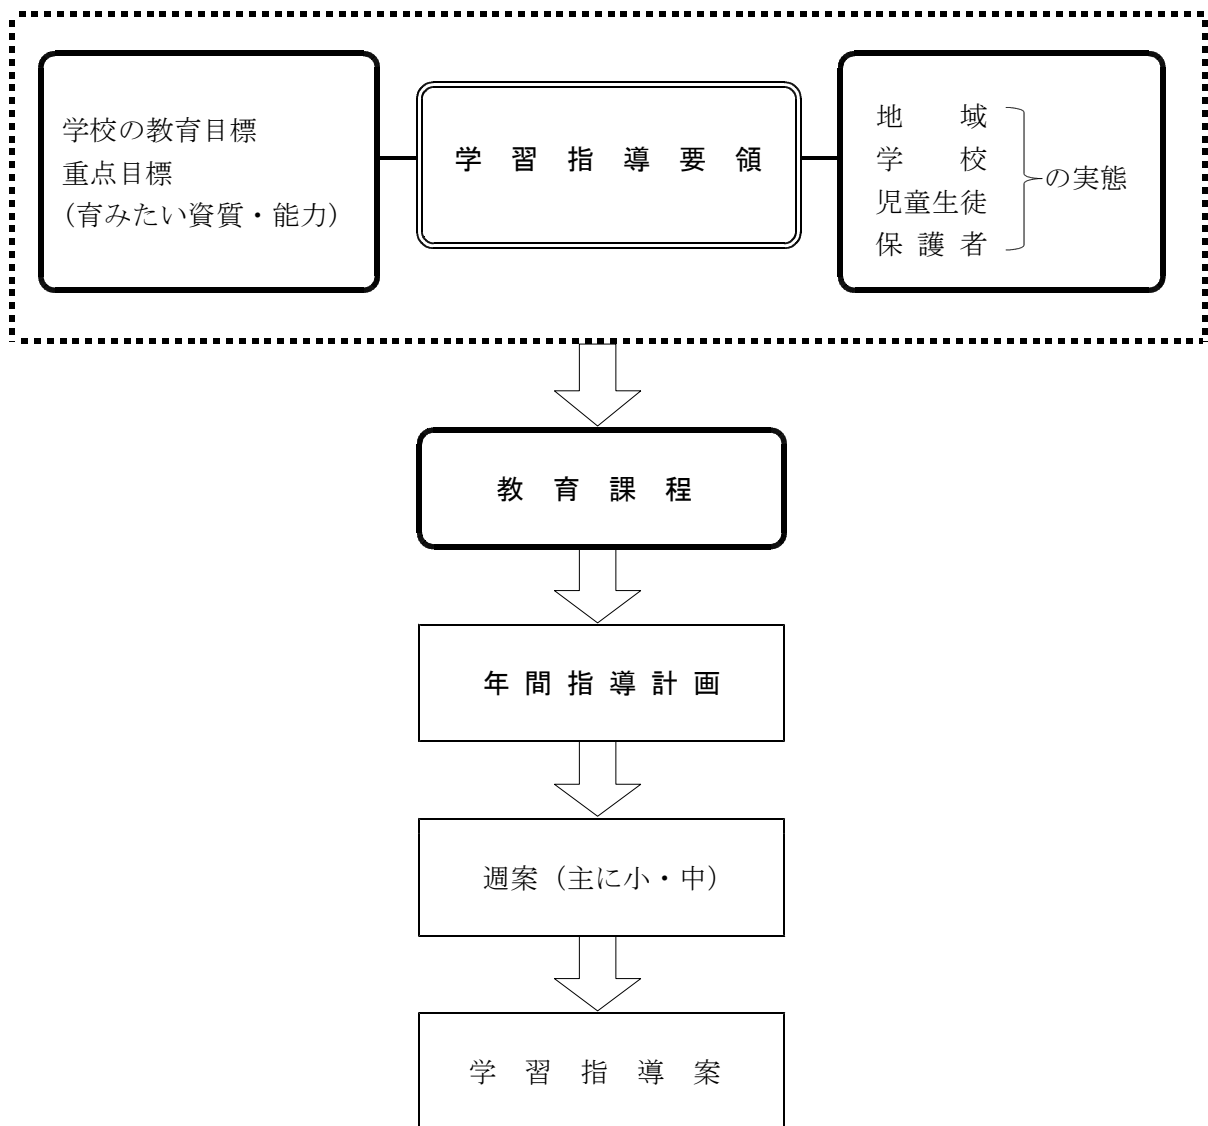 学校の教育目標
重点目標
（育みたい資質・能力）
学習指導要領
地域
学校
児童生徒
保護者
の実態
教育課程
年間指導計画
週案（主に小・中）
学習指導案